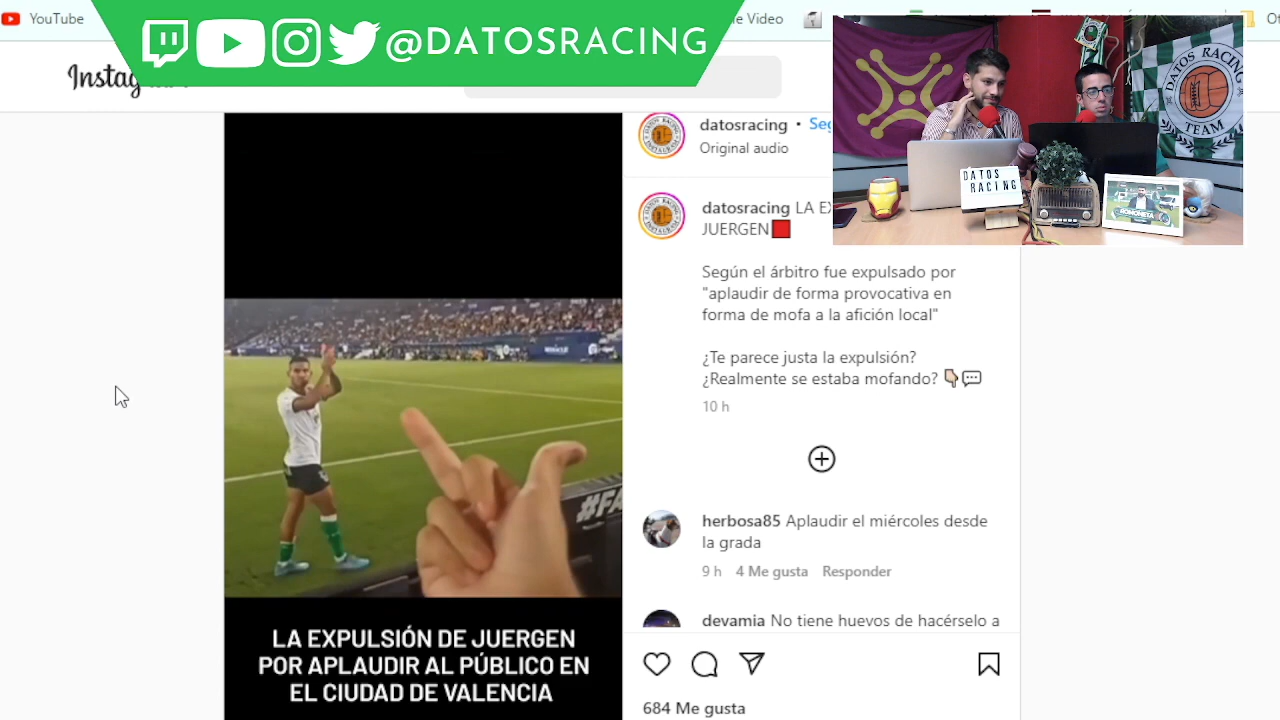 YouTube
@DATOSRACING
Video
Instag
datosracing • Seg
Original audio
datosracing LA E
JUERGEN
Según el árbitro fue expulsado por
"aplaudir de forma provocativa en
forma de mofa a la afición local"
¿Te parece justa la expulsión?
¿Realmente se estaba mofando?
10 h
herbosa85 Aplaudir el miércoles desde
la grada
9 h 4 Me gusta Responder
devamia No tiene huevos de hacérselo a
684 Me gusta
#FA
LA EXPULSIÓN DE JUERGEN
POR APLAUDIR AL PÚBLICO EN
EL CIUDAD DE VALENCIA
DATOS
RACING
DATOS RACING
TEAM